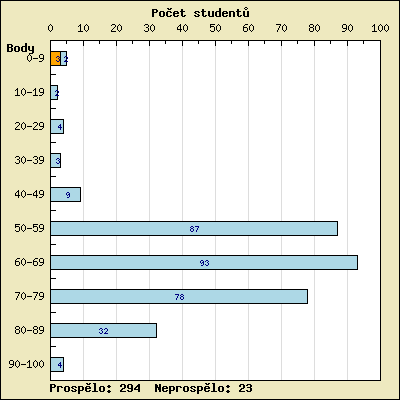 Počet studentů
0 10 20 30 40 50 60 70 80 90 100
Body
0-9 3 2
10-19 2
20-29 4
30-39 3
40-49 9
50-59 87
60-69 93
70-79 78
80-89 32
90-100 4
Prospělo: 294 Neprospělo: 23